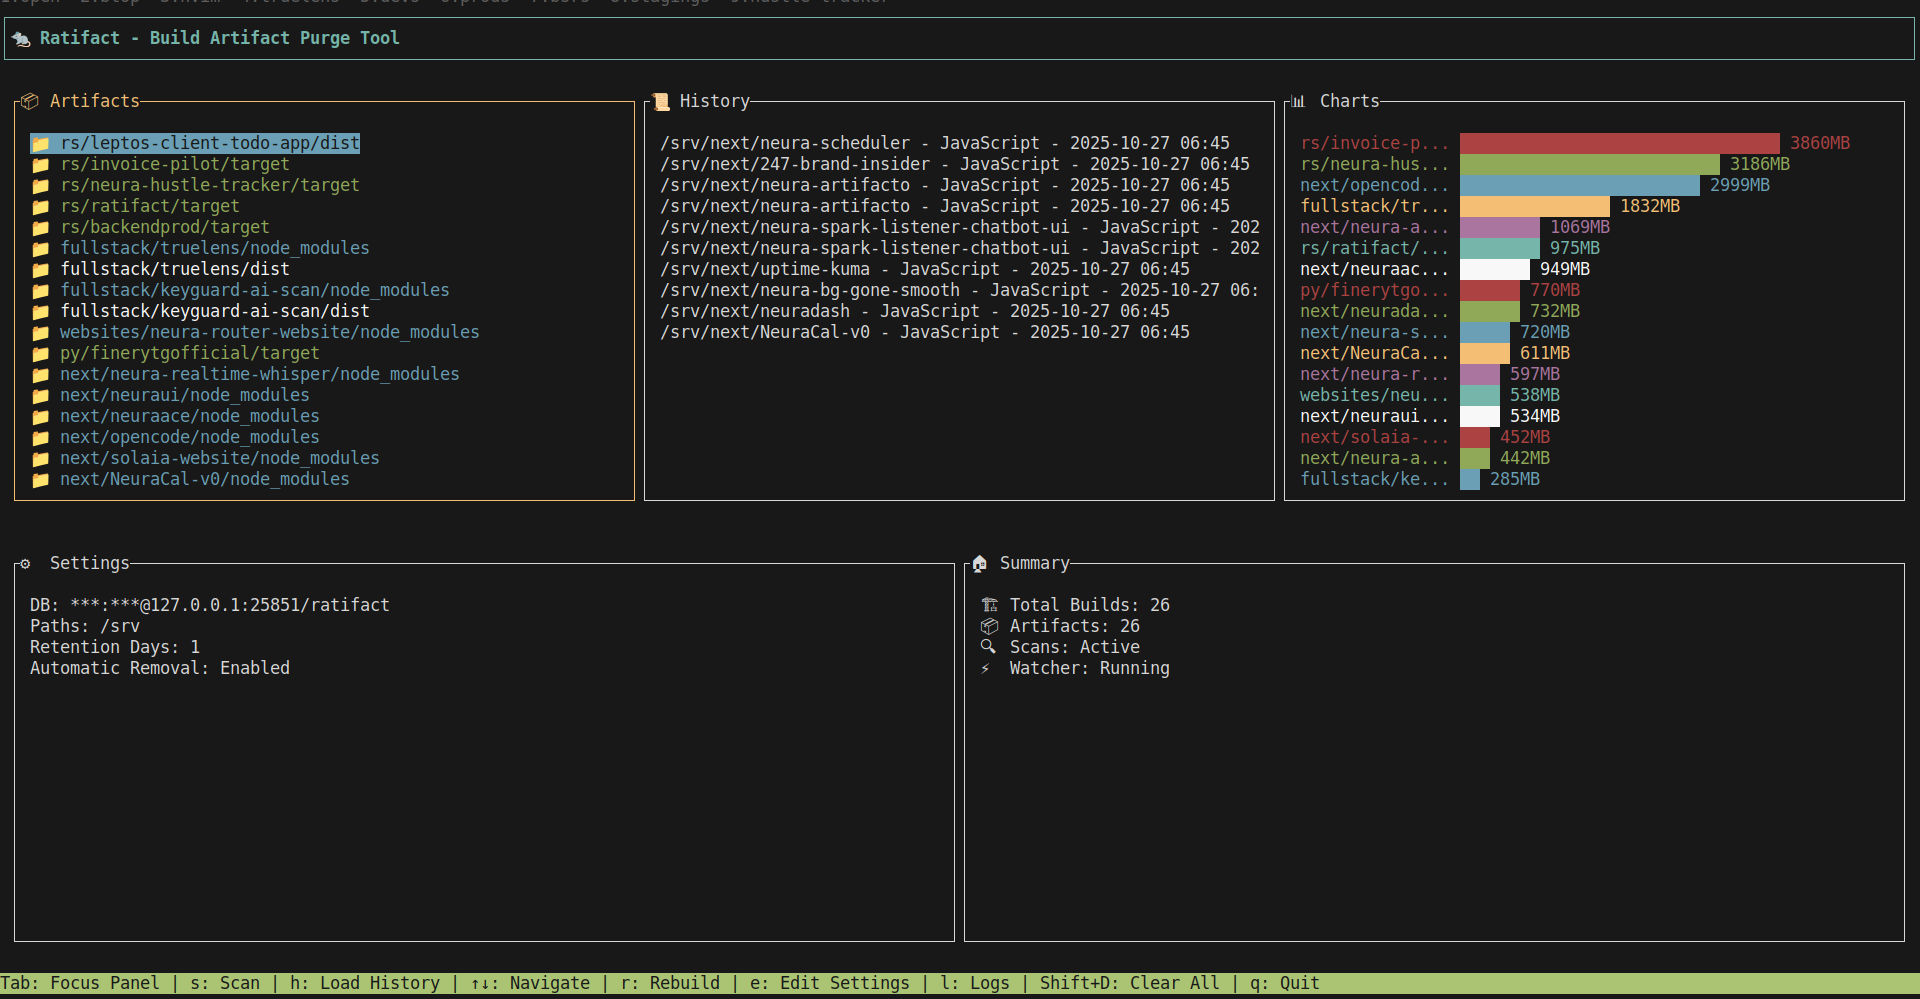 Ratifact - Build Artifact Purge Tool
Artifacts
rs/leptos-client-todo-app/dist
rs/invoice-pilot/target
rs/neura-hustle-tracker/target
rs/ratifact/target
rs/backendprod/target
fullstack/truelens/node_modules
fullstack/truelens/dist
fullstack/keyguard-ai-scan/node_modules
fullstack/keyguard-ai-scan/dist
websites/neura-router-website/node_modules
py/finerytgofficial/target
next/neura-realtime-whisper/node_modules
next/neuraui/node_modules
next/neuraace/node_modules
next/opencode/node_modules
next/solaia-website/node_modules
next/NeuraCal-v0/node_modules
History
/srv/next/neura-scheduler - JavaScript - 2025-10-27 06:45
/srv/next/247-brand-insider - JavaScript - 2025-10-27 06:45
/srv/next/neura-artifacto - JavaScript - 2025-10-27 06:45
/srv/next/neura-artifacto - JavaScript - 2025-10-27 06:45
/srv/next/neura-spark-listener-chatbot-ui - JavaScript - 202
/srv/next/neura-spark-listener-chatbot-ui - JavaScript - 202
/srv/next/uptime-kuma - JavaScript - 2025-10-27 06:45
/srv/next/neura-bg-gone-smooth - JavaScript - 2025-10-27 06:
/srv/next/neuradash - JavaScript - 2025-10-27 06:45
/srv/next/NeuraCal-v0 - JavaScript - 2025-10-27 06:45
Charts
rs/invoice-p... 3860MB
rs/neura-hus... 3186MB
next/opencod... 2999MB
fullstack/tr... 1832MB
next/neura-a... 1069MB
rs/ratifact/... 975MB
next/neuraac... 949MB
py/finerytgo... 770MB
next/neurada... 732MB
next/neura-s... 720MB
next/NeuraCa... 611MB
next/neura-r... 597MB
websites/neu... 538MB
next/neuraui... 534MB
next/solaia-... 452MB
next/neura-a... 442MB
fullstack/ke... 285MB
Settings
DB: ***:***@127.0.0.1:25851/ratifact
Paths: /srv
Retention Days: 1
Automatic Removal: Enabled
Summary
Total Builds: 26
Artifacts: 26
Scans: Active
Watcher: Running
Tab: Focus Panel | s: Scan | h: Load History | ↑↓: Navigate | r: Rebuild | e: Edit Settings | l: Logs | Shift+D: Clear All | q: Quit